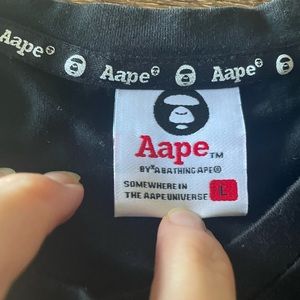 Aape Aape Aape
Aape TM
BY*A BATHING APE®
SOMEWHERE IN
THE AAPE UNIVERSE L